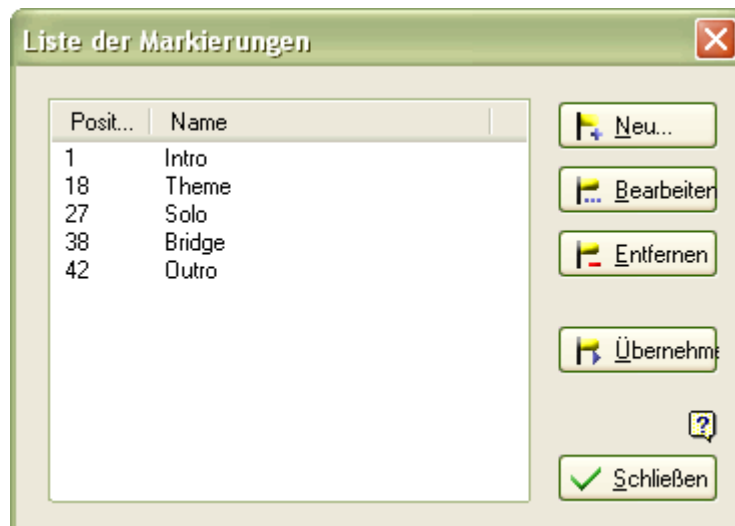 Liste der Markierungen
Posit... Name
1 Intro
18 Theme
27 Solo
38 Bridge
42 Outro
Neu...
Bearbeiten
Entfernen
Übernehme
?
Schließen